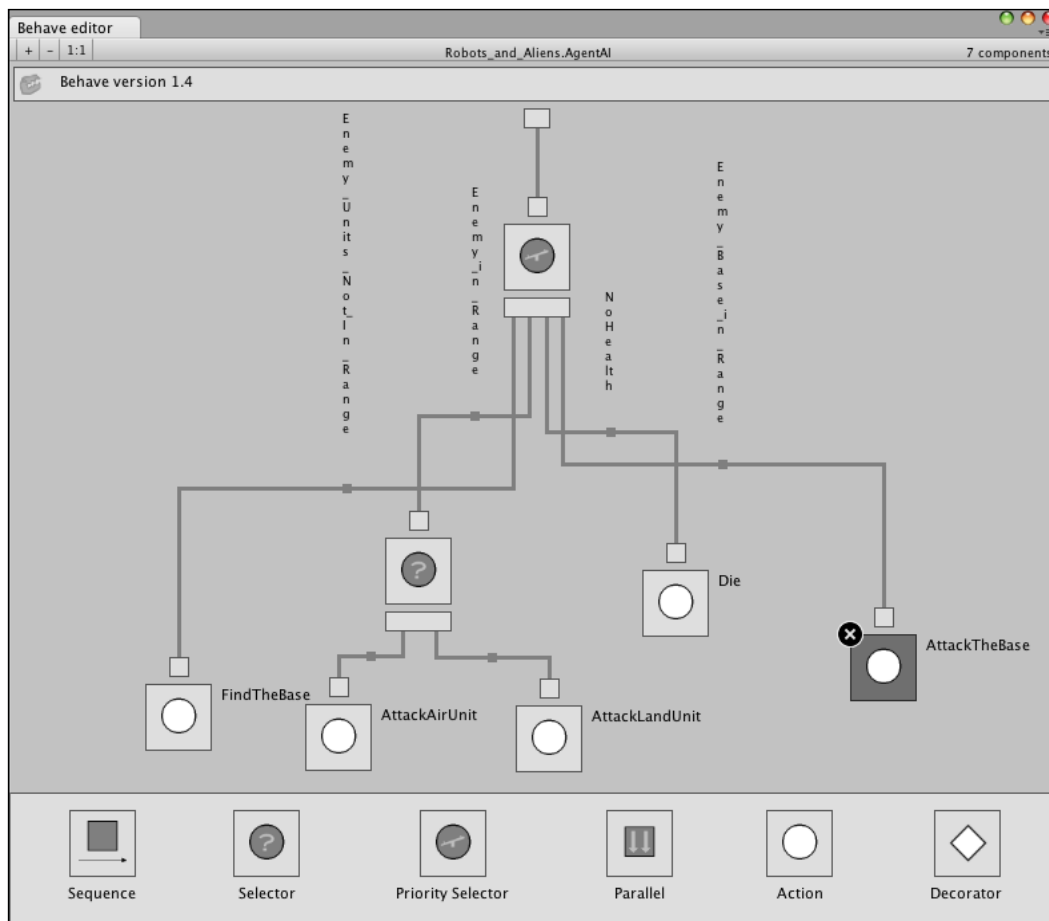 Behave editor
+ - 1:1
Robots_and_Aliens.AgentAI
7 components
Behave version 1.4
Enemy_Units_Not_In_Range
Enemy_in_Range
NoHealth
Enemy_Base_in_Range
?
Die
AttackTheBase
FindTheBase
AttackAirUnit
AttackLandUnit
?
Sequence
Selector
Priority Selector
Parallel
Action
Decorator